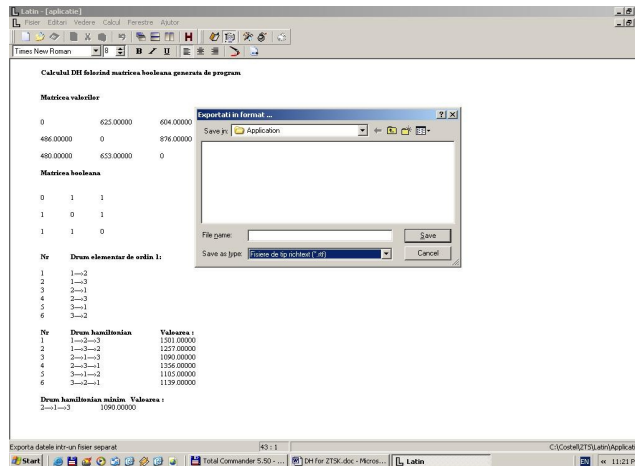 Latin - [aplicatie]
Fisier Editari Vedere Calcul Ferestre Ajutor
Times New Roman 8 B I U
Calculul DH folosind matricea booleana generata de program
Matricea valorilor
0 625.00000 604.00000
486.00000 0 876.00000
480.00000 653.00000 0
Matricea booleana
0 1 1
1 0 1
1 1 0
Nr Drum elementar de ordin 1:
1 1-->2
2 1-->3
3 2-->1
4 2-->3
5 3-->1
6 3-->2
Nr Drum hamiltonian Valoarea :
1 1-->2-->3 1501.00000
2 1-->3-->2 1257.00000
3 2-->1-->3 1090.00000
4 2-->3-->1 1356.00000
5 3-->1-->2 1105.00000
6 3-->2-->1 1139.00000
Drum hamiltonian minim Valoarea :
2-->1-->3 1090.00000
Exportati in format ...
Save in: Application
File name:
Save
Save as type: Fisiere de tip richtext (*.rtf)
Cancel
Exporta datele intr-un fisier separat 43 : 1 C:\Costel\ZTS\Latin\Applicati
Start Total Commander 5.50 - ... DH for ZTSK.doc - Micros... Latin EN « 11:21 P